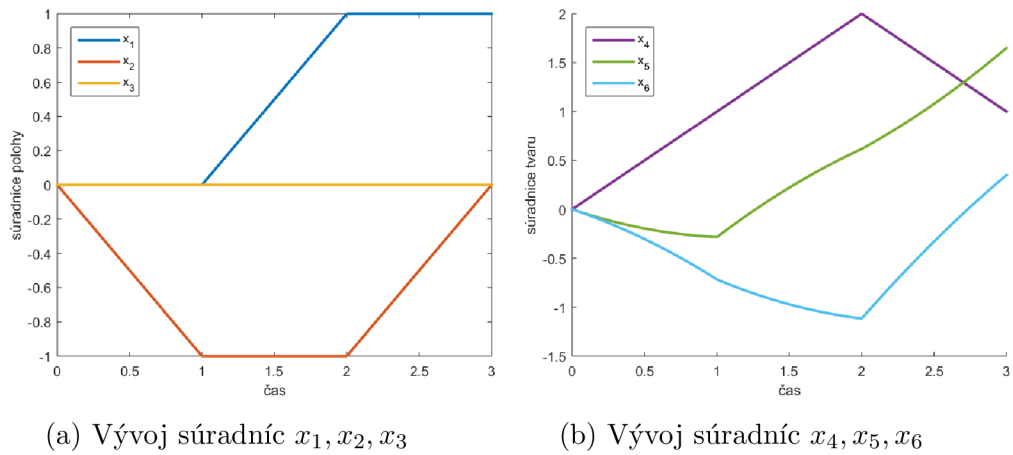 1
0.8
0.6
0.4
0.2
0
-0.2
-0.4
-0.6
-0.8
-1
0
0.5
1
1.5
2
2.5
3
súradnice polohy
čas
x1
x2
x3
(a) Vývoj súradníc x1, x2, x3
2
1.5
1
0.5
0
-0.5
-1
-1.5
0
0.5
1
1.5
2
2.5
3
súradnice tvaru
čas
x4
x5
x6
(b) Vývoj súradníc x4, x5, x6